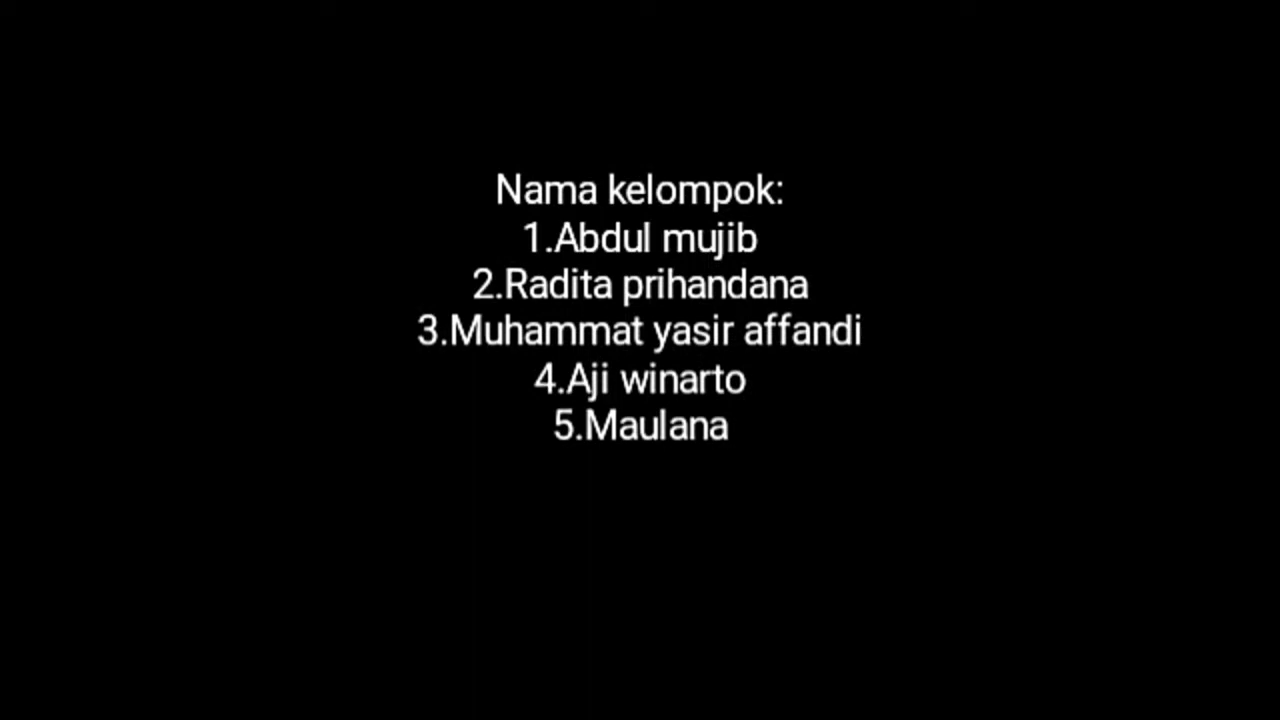 Nama kelompok:
1.Abdul mujib
2.Radita prihandana
3.Muhammat yasir affandi
4.Aji winarto
5.Maulana